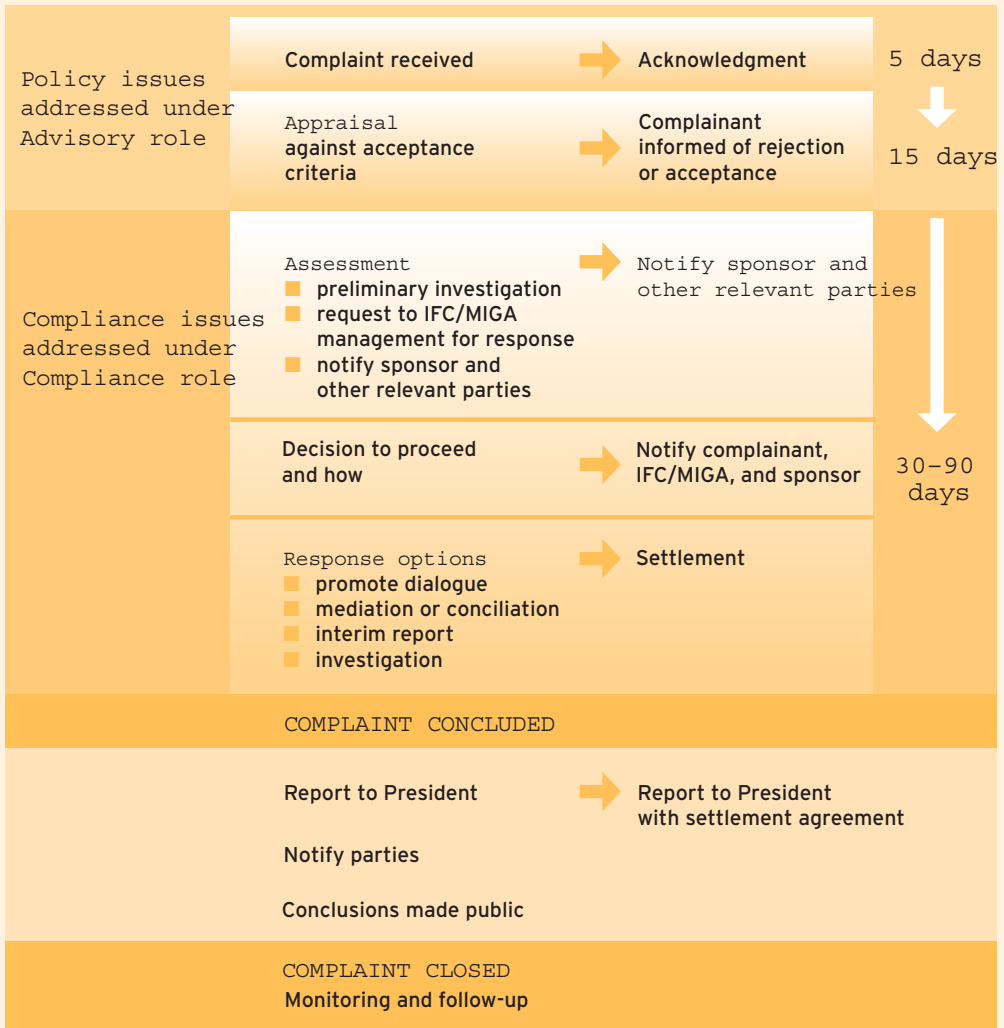 Policy issues
addressed under
Advisory role
Complaint received
Acknowledgment
5 days
Appraisal
against acceptance
criteria
Complainant
informed of rejection
or acceptance
15 days
Compliance issues
addressed under
Compliance role
Assessment
preliminary investigation
request to IFC/MIGA
management for response
notify sponsor and
other relevant parties
Notify sponsor and
other relevant parties
Decision to proceed
and how
Notify complainant,
IFC/MIGA, and sponsor
30–90
days
Response options
promote dialogue
mediation or conciliation
interim report
investigation
Settlement
COMPLAINT CONCLUDED
Report to President
Report to President
with settlement agreement
Notify parties
Conclusions made public
COMPLAINT CLOSED
Monitoring and follow-up